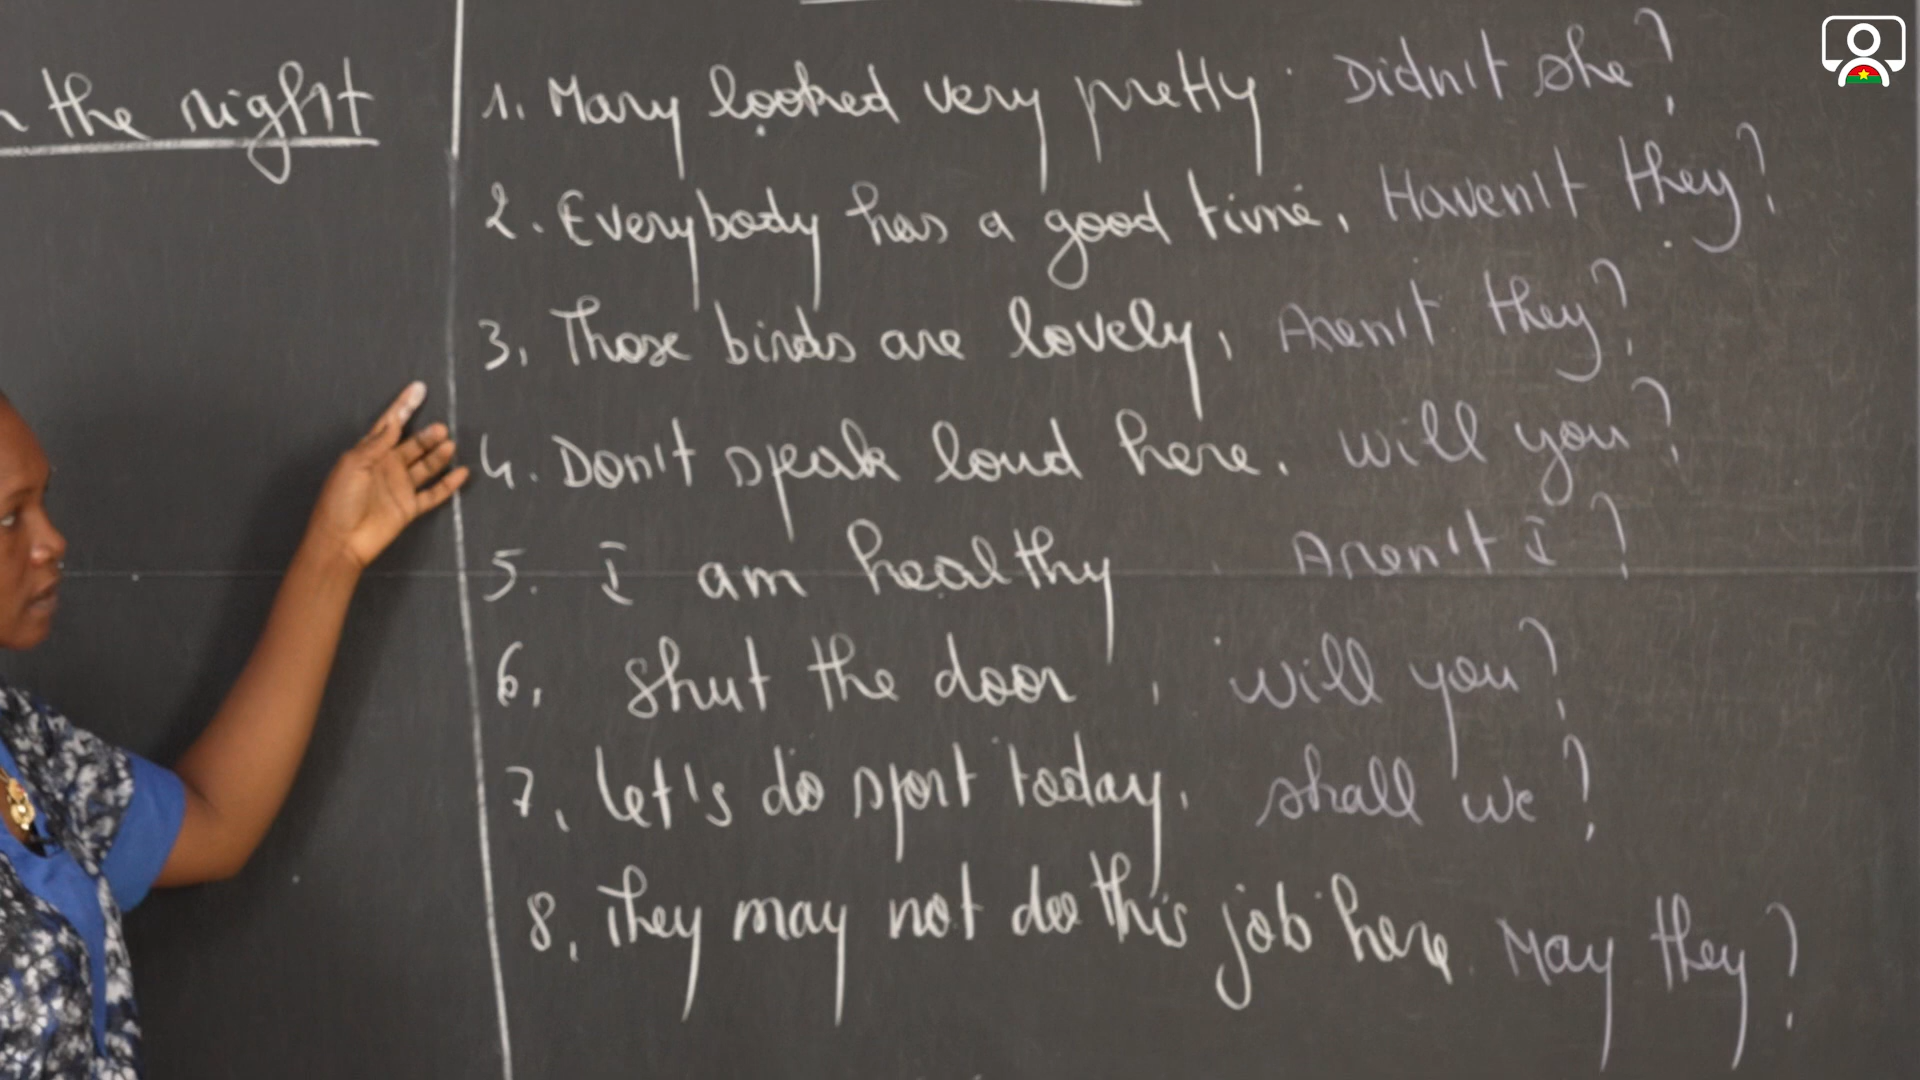 the night
1. Mary looked very pretty. Didn't she?
2. Everybody has a good time, Haven't they?
3, Those birds are lovely, Aren't they?
4. Don't speak loud here. will you?
5. I am healthy Aren't I?
6, Shut the door, will you?
7, let's do sport today, shall we?
8, They may not do this job here May they?